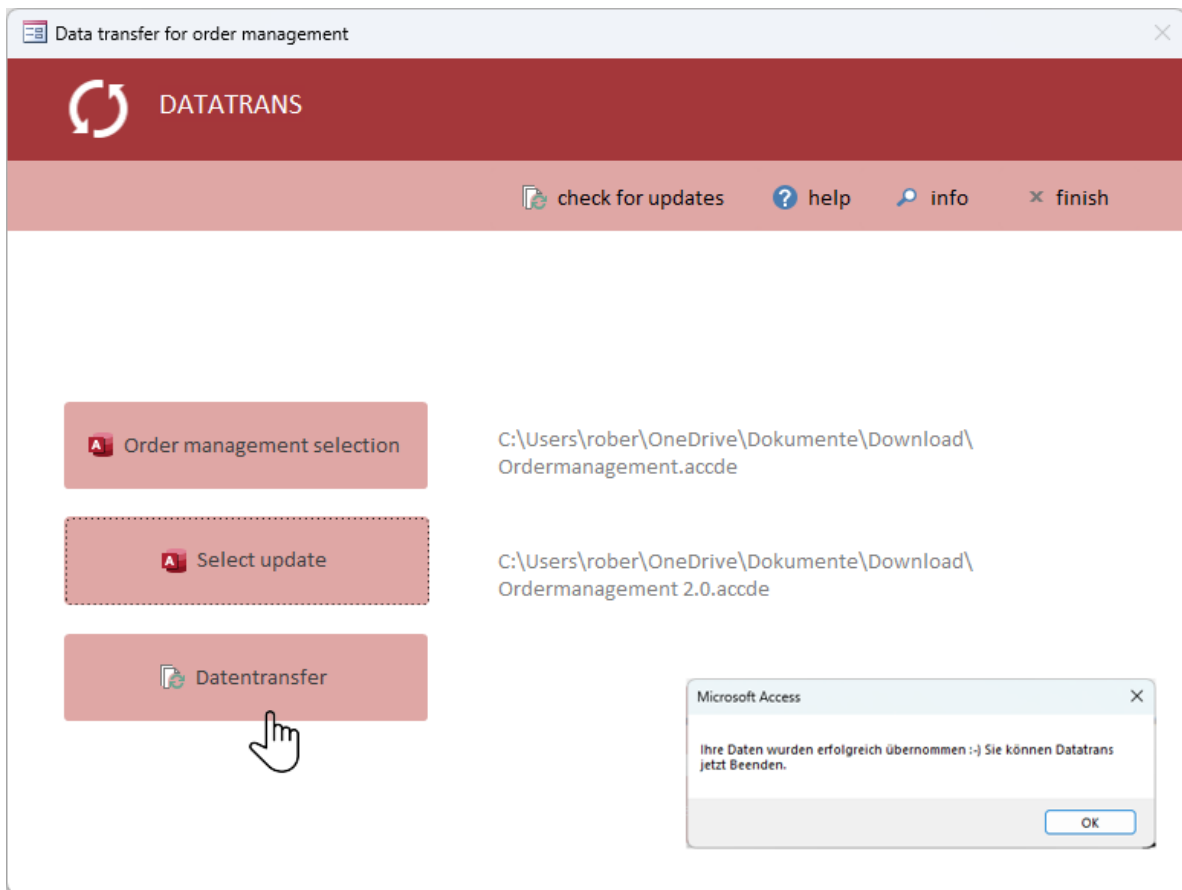 Data transfer for order management
DATATRANS
check for updates help info finish
Order management selection
C:\Users\rober\OneDrive\Dokumente\Download\
Ordermanagement.accde
Select update
C:\Users\rober\OneDrive\Dokumente\Download\
Ordermanagement 2.0.accde
Datentransfer
Microsoft Access
Ihre Daten wurden erfolgreich übernommen :-) Sie können Datatrans
jetzt Beenden.
OK